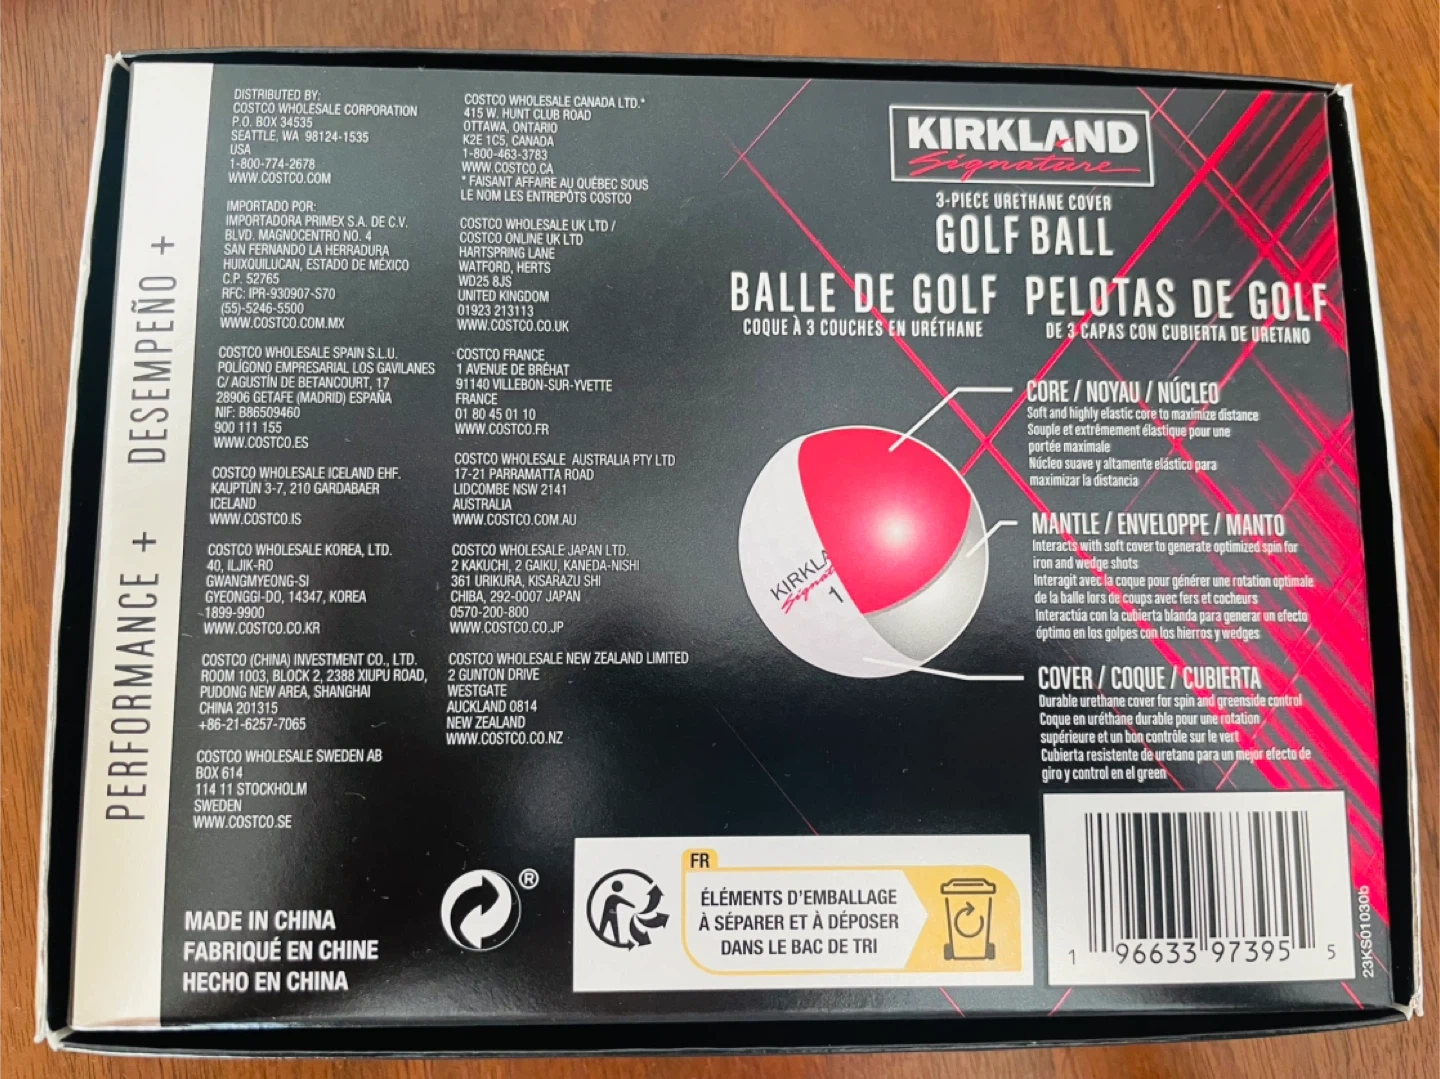 PERFORMANCE + DESEMPEÑO +
DISTRIBUTED BY:
COSTCO WHOLESALE CORPORATION
P.O. BOX 34535
SEATTLE, WA 98124-1535
USA
1-800-774-2678
WWW.COSTCO.COM
IMPORTADO POR:
IMPORTADORA PRIMEX S.A. DE C.V.
BLVD. MAGNOCENTRO NO. 4
SAN FERNANDO LA HERRADURA
HUIXQUILUCAN, ESTADO DE MÉXICO
C.P. 52765
RFC: IPR-930907-S70
(55)-5246-5500
WWW.COSTCO.COM.MX
COSTCO WHOLESALE SPAIN S.L.U.
POLÍGONO EMPRESARIAL LOS GAVILANES
C/ AGUSTÍN DE BETANCOURT, 17
28906 GETAFE (MADRID) ESPAÑA
NIF: B86509460
900 111 155
WWW.COSTCO.ES
COSTCO WHOLESALE ICELAND EHF.
KAUPTÚN 3-7, 210 GARDABAER
ICELAND
WWW.COSTCO.IS
COSTCO WHOLESALE KOREA, LTD.
40, ILJIK-RO
GWANGMYEONG-SI
GYEONGGI-DO, 14347, KOREA
1899-9900
WWW.COSTCO.CO.KR
COSTCO (CHINA) INVESTMENT CO., LTD.
ROOM 1003, BLOCK 2, 2388 XIUPU ROAD,
PUDONG NEW AREA, SHANGHAI
CHINA 201315
+86-21-6257-7065
COSTCO WHOLESALE SWEDEN AB
BOX 614
114 11 STOCKHOLM
SWEDEN
WWW.COSTCO.SE
COSTCO WHOLESALE CANADA LTD.*
415 W. HUNT CLUB ROAD
OTTAWA, ONTARIO
K2E 1C5, CANADA
1-800-463-3783
WWW.COSTCO.CA
* FAISANT AFFAIRE AU QUÉBEC SOUS
LE NOM LES ENTREPÔTS COSTCO
COSTCO WHOLESALE UK LTD /
COSTCO ONLINE UK LTD
HARTSPRING LANE
WATFORD, HERTS
WD25 8JS
UNITED KINGDOM
01923 213113
WWW.COSTCO.CO.UK
COSTCO FRANCE
1 AVENUE DE BRÉHAT
91140 VILLEBON-SUR-YVETTE
FRANCE
01 80 45 01 10
WWW.COSTCO.FR
COSTCO WHOLESALE AUSTRALIA PTY LTD
17-21 PARRAMATTA ROAD
LIDCOMBE NSW 2141
AUSTRALIA
WWW.COSTCO.COM.AU
COSTCO WHOLESALE JAPAN LTD.
2 KAKUCHI, 2 GAIKU, KANEDA-NISHI
361 URIKURA, KISARAZU SHI
CHIBA, 292-0007 JAPAN
0570-200-800
WWW.COSTCO.CO.JP
COSTCO WHOLESALE NEW ZEALAND LIMITED
2 GUNTON DRIVE
WESTGATE
AUCKLAND 0814
NEW ZEALAND
WWW.COSTCO.CO.NZ
KIRKLAND
Signature
3-PIECE URETHANE COVER
GOLF BALL
BALLE DE GOLF
COQUE À 3 COUCHES EN URÉTHANE
PELOTAS DE GOLF
DE 3 CAPAS CON CUBIERTA DE URETANO
CORE / NOYAU / NÚCLEO
Soft and highly elastic core to maximize distance
Souple et extrêmement élastique pour une
portée maximale
Núcleo suave y altamente elástico para
maximizar la distancia
MANTLE / ENVELOPPE / MANTO
Interacts with soft cover to generate optimized spin for
iron and wedge shots
Interagit avec la coque pour générer une rotation optimale
de la balle lors de coups avec fers et cocheurs
Interactúa con la cubierta blanda para generar un efecto
óptimo en los golpes con los hierros y wedges
COVER / COQUE / CUBIERTA
Durable urethane cover for spin and greenside control
Coque en uréthane durable pour une rotation
supérieure et un bon contrôle sur le vert
Cubierta resistente de uretano para un mejor efecto de
giro y control en el green
KIRKLA
Signat
1
MADE IN CHINA
FABRIQUÉ EN CHINE
HECHO EN CHINA
®
FR
ÉLÉMENTS D'EMBALLAGE
À SÉPARER ET À DÉPOSER
DANS LE BAC DE TRI
1 96633 97395 5
23KS01030b